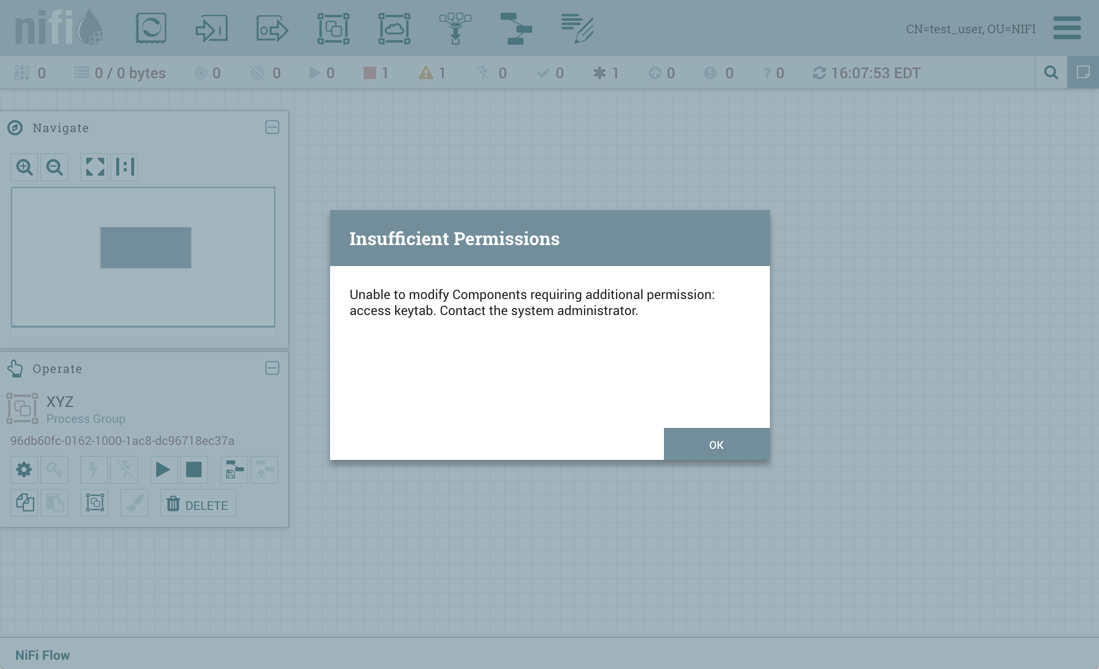 nifi
CN=test_user, OU=NIFI
0 0 / 0 bytes 0 0 0 1 1 0 0 1 0 0 ? 0 16:07:53 EDT
Navigate
Insufficient Permissions
Unable to modify Components requiring additional permission:
access keytab. Contact the system administrator.
OK
Operate
XYZ
Process Group
96db60fc-0162-1000-1ac8-dc96718ec37a
DELETE
NiFi Flow